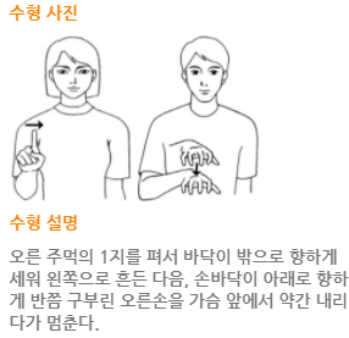 수형 사진
수형 설명
오른 주먹의 1지를 펴서 바닥이 밖으로 향하게
세워 왼쪽으로 흔든 다음, 손바닥이 아래로 향하
게 반쯤 구부린 오른손을 가슴 앞에서 약간 내리
다가 멈춘다.